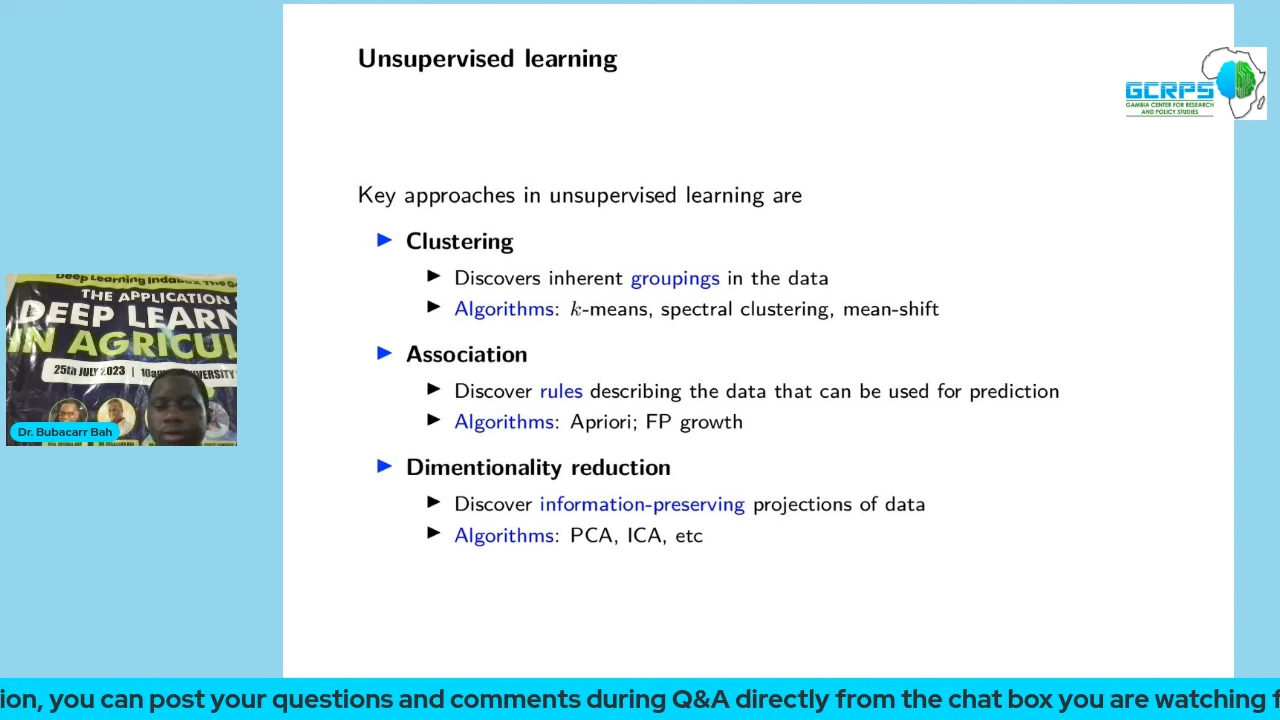 Unsupervised learning
GCRPS
GAMBIA CENTER FOR RESEARCH
AND POLICY STUDIES
Key approaches in unsupervised learning are
Clustering
Discovers inherent groupings in the data
Algorithms: k-means, spectral clustering, mean-shift
Association
Discover rules describing the data that can be used for prediction
Algorithms: Apriori; FP growth
Dimentionality reduction
Discover information-preserving projections of data
Algorithms: PCA, ICA, etc
Deep Learning
THE APPLICATION
DEEP LEARN
IN AGRICUL
25th JULY 2023 | 10am
Dr. Bubacarr Bah
ion, you can post your questions and comments during Q&A directly from the chat box you are watching f